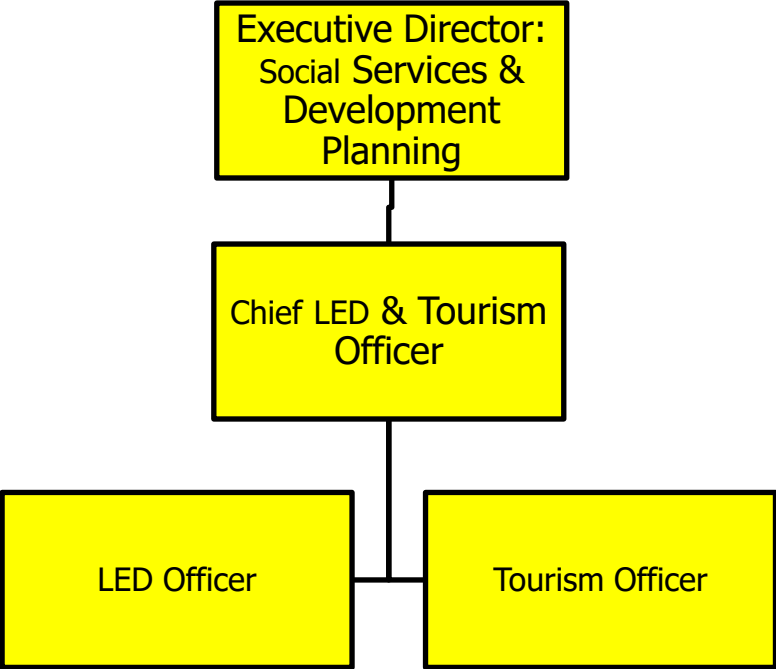 Executive Director:
Social Services &
Development
Planning
Chief LED & Tourism
Officer
LED Officer
Tourism Officer